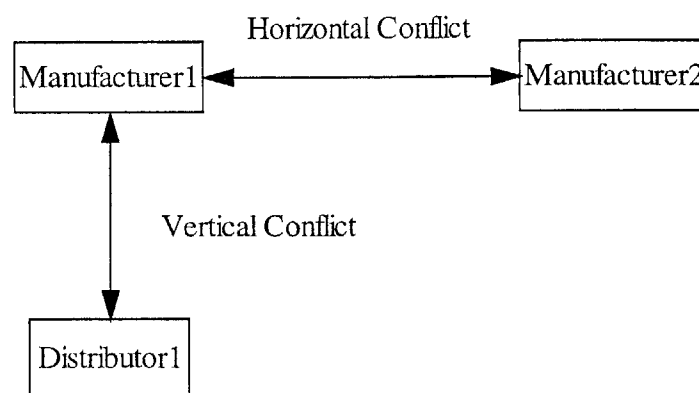 Horizontal Conflict
Manufacturer1
Manufacturer2
Vertical Conflict
Distributor1